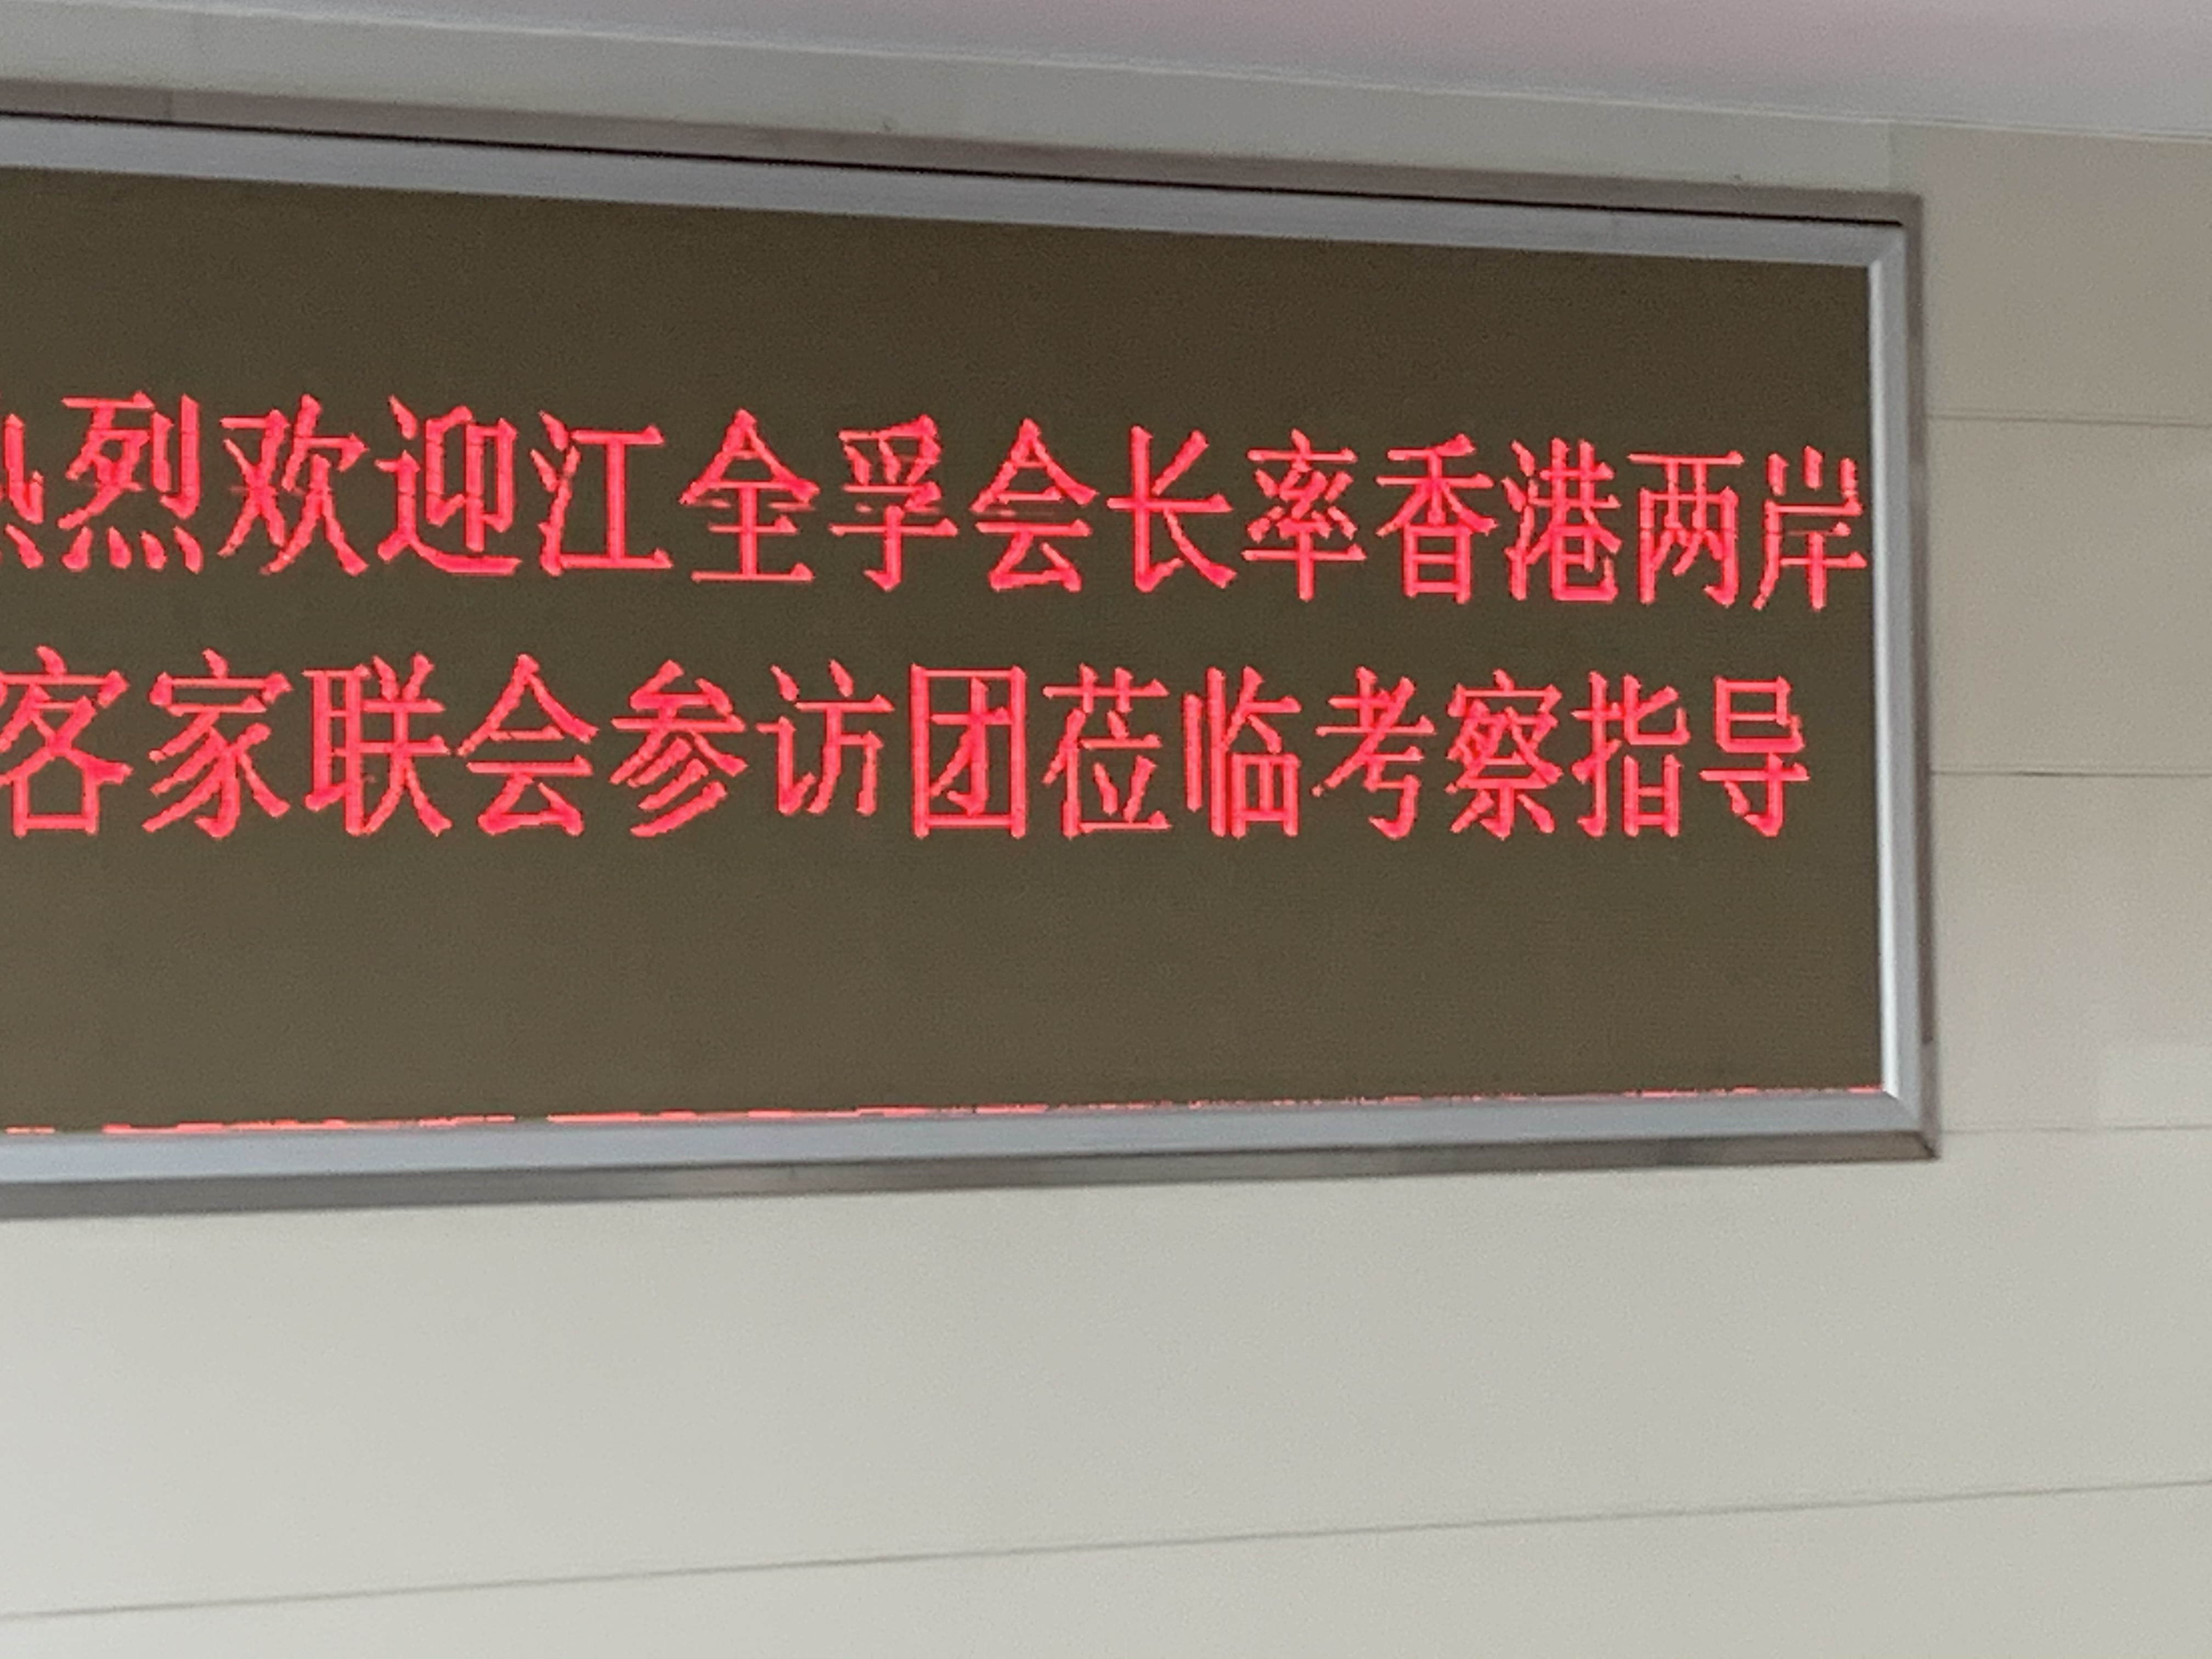 热烈欢迎江全孚会长率香港两岸
客家联会参访团莅临考察指导